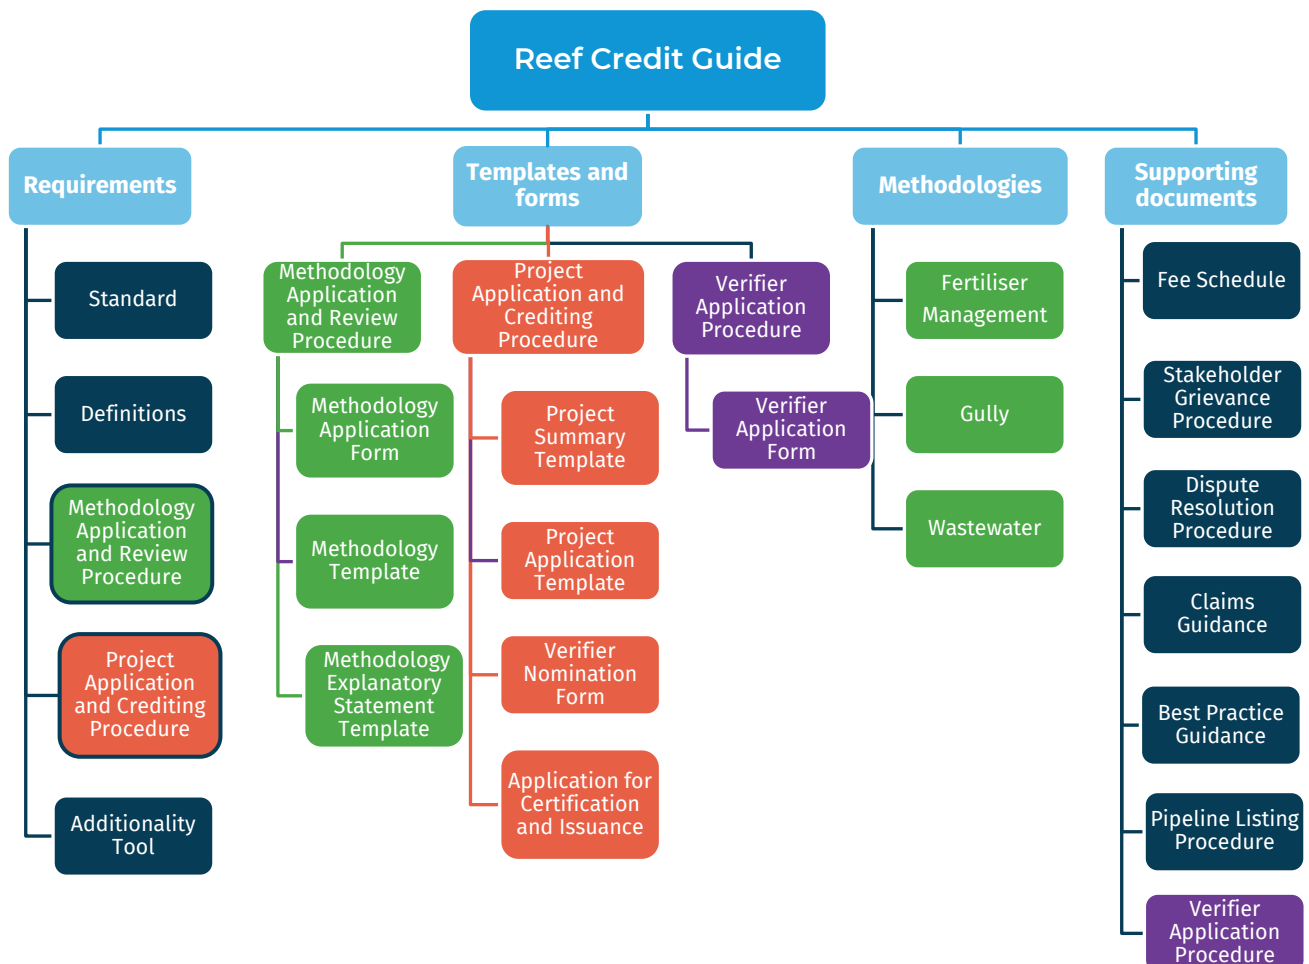 Reef Credit Guide
Requirements
Standard
Definitions
Methodology
Application
and Review
Procedure
Project
Application
and Crediting
Procedure
Additionality
Tool
Templates and
forms
Methodology
Application
and Review
Procedure
Methodology
Application
Form
Methodology
Template
Methodology
Explanatory
Statement
Template
Project
Application and
Crediting
Procedure
Project
Summary
Template
Project
Application
Template
Verifier
Nomination
Form
Application for
Certification
and Issuance
Verifier
Application
Procedure
Verifier
Application
Form
Methodologies
Fertiliser
Management
Gully
Wastewater
Supporting
documents
Fee Schedule
Stakeholder
Grievance
Procedure
Dispute
Resolution
Procedure
Claims
Guidance
Best Practice
Guidance
Pipeline Listing
Procedure
Verifier
Application
Procedure